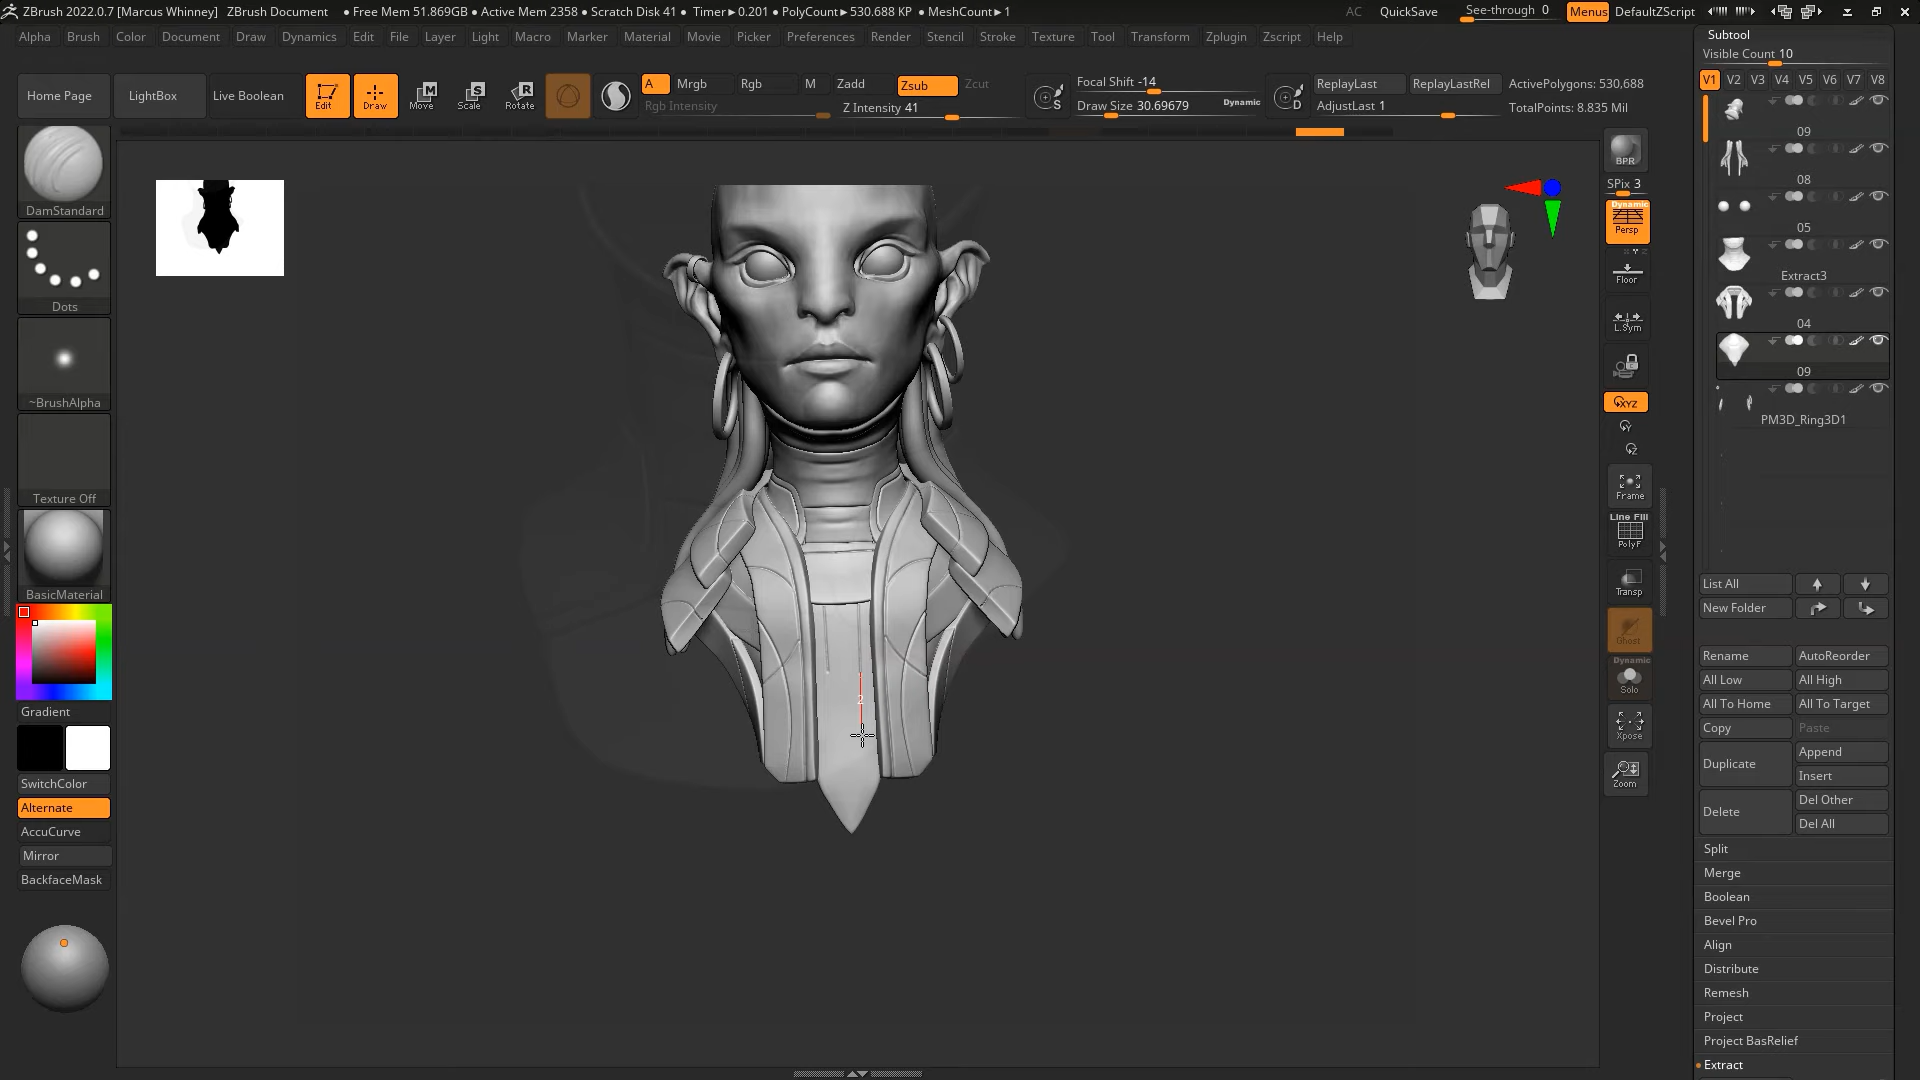 ZBrush 2022.0.7 [Marcus Whinney] ZBrush Document • Free Mem 51.869GB • Active Mem 2358 • Scratch Disk 41 • Timer▸0.201 • PolyCount▸530.688 KP • MeshCount▸1 AC QuickSave See-through 0 Menus DefaultZScript
Alpha Brush Color Document Draw Dynamics Edit File Layer Light Macro Marker Material Movie Picker Preferences Render Stencil Stroke Texture Tool Transform Zplugin Zscript Help
Home Page LightBox Live Boolean Edit Draw Move Scale Rotate
A Mrgb Rgb M Zadd Zsub Zcut
Rgb Intensity Z Intensity 41
Focal Shift -14
Draw Size 30.69679 Dynamic
S D
ReplayLast ReplayLastRel ActivePolygons: 530,688
AdjustLast 1 TotalPoints: 8.835 Mil
DamStandard
Dots
~BrushAlpha
Texture Off
BasicMaterial
Gradient
SwitchColor
Alternate
AccuCurve
Mirror
BackfaceMask
2
BPR
SPix 3
Dynamic
Persp
Floor
L.Sym
XYZ
Y
Z
Frame
Line Fill
PolyF
Transp
Ghost
Dynamic
Solo
Xpose
Zoom
Subtool
Visible Count 10
V1 V2 V3 V4 V5 V6 V7 V8
09
08
05
Extract3
04
09
PM3D_Ring3D1
List All
New Folder
Rename AutoReorder
All Low All High
All To Home All To Target
Copy Paste
Duplicate Append
Insert
Delete Del Other
Del All
Split
Merge
Boolean
Bevel Pro
Align
Distribute
Remesh
Project
Project BasRelief
Extract